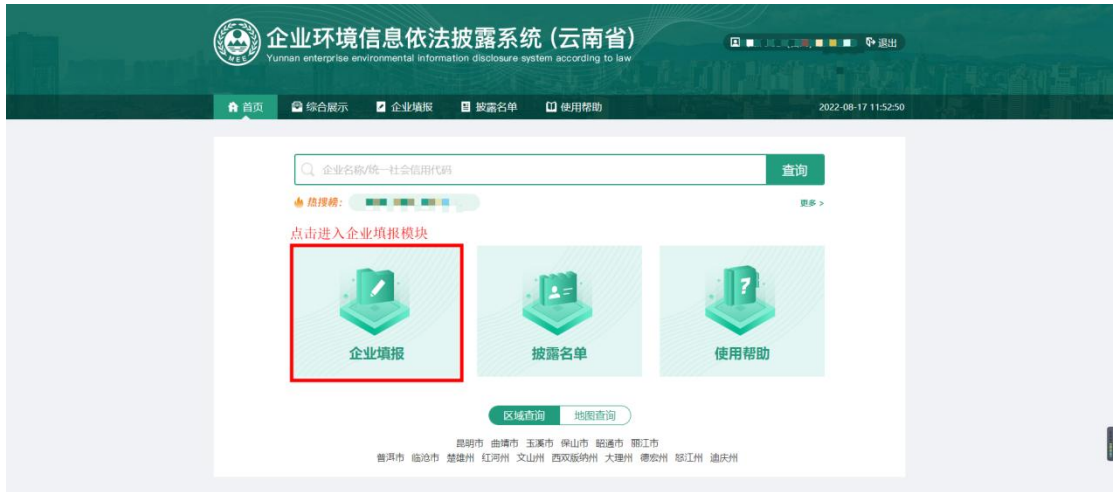 企业环境信息依法披露系统 (云南省)
Yunnan enterprise environmental information disclosure system according to law
MEE
退出
首页 综合展示 企业填报 披露名单 使用帮助 2022-08-17 11:52:50
企业名称/统一社会信用代码 查询
热搜榜： 更多 >
点击进入企业填报模块
企业填报 披露名单 使用帮助
区域查询 地图查询
昆明市 曲靖市 玉溪市 保山市 昭通市 丽江市
普洱市 临沧市 楚雄州 红河州 文山州 西双版纳州 大理州 德宏州 怒江州 迪庆州